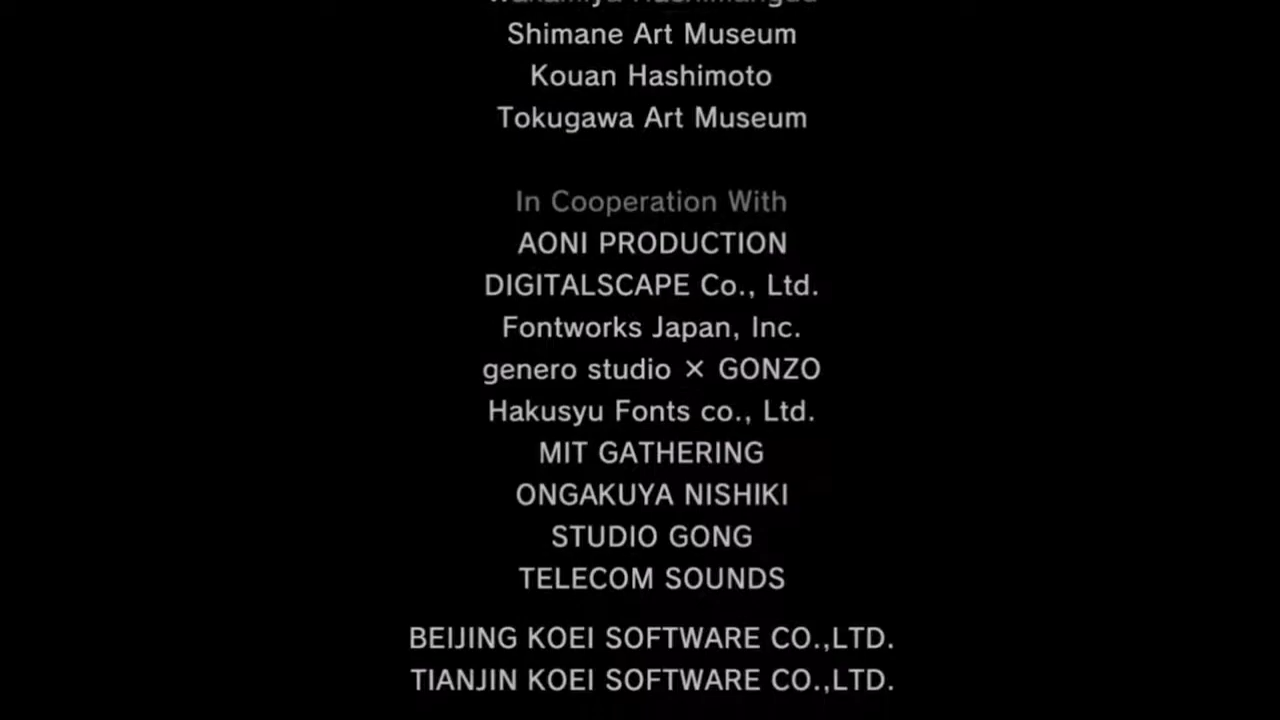 Shimane Art Museum
Kouan Hashimoto
Tokugawa Art Museum
In Cooperation With
AONI PRODUCTION
DIGITALSCAPE Co., Ltd.
Fontworks Japan, Inc.
genero studio × GONZO
Hakusyu Fonts co., Ltd.
MIT GATHERING
ONGAKUYA NISHIKI
STUDIO GONG
TELECOM SOUNDS
BEIJING KOEI SOFTWARE CO.,LTD.
TIANJIN KOEI SOFTWARE CO.,LTD.